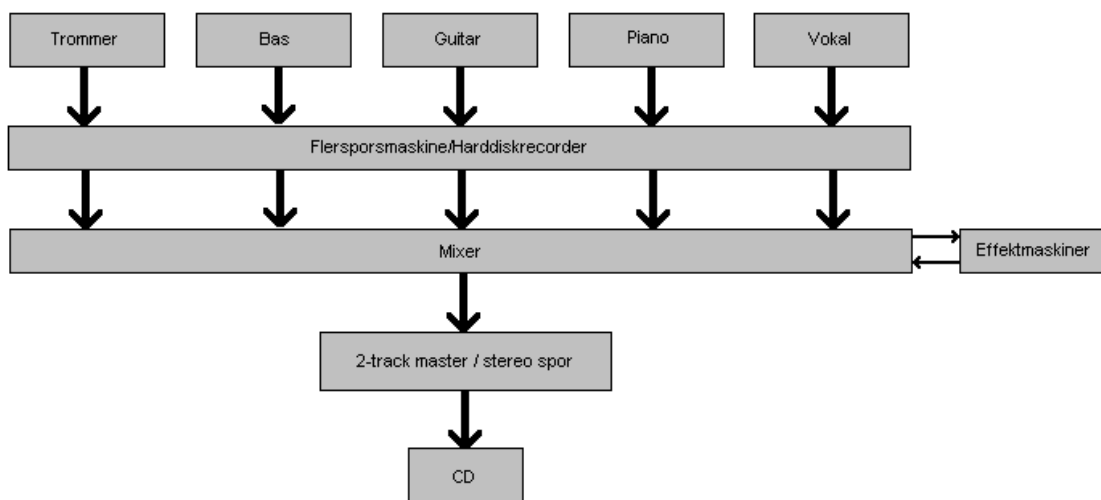 Trommer
Bas
Guitar
Piano
Vokal
Flersporsmaskine/Harddiskrecorder
Mixer
Effektmaskiner
2-track master / stereo spor
CD